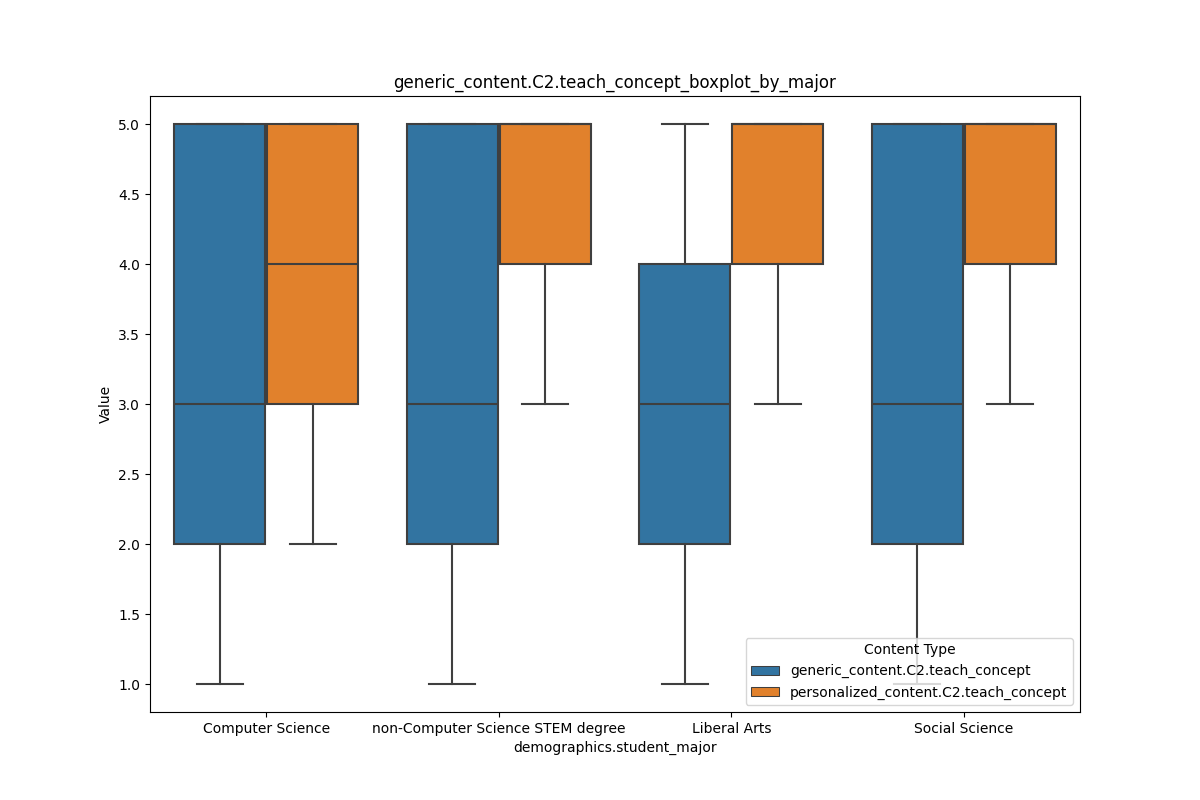 generic_content.C2.teach_concept_boxplot_by_major
5.0
4.5
4.0
3.5
3.0
2.5
2.0
1.5
1.0
Value
Content Type
generic_content.C2.teach_concept
personalized_content.C2.teach_concept
Computer Science
non-Computer Science STEM degree
Liberal Arts
Social Science
demographics.student_major